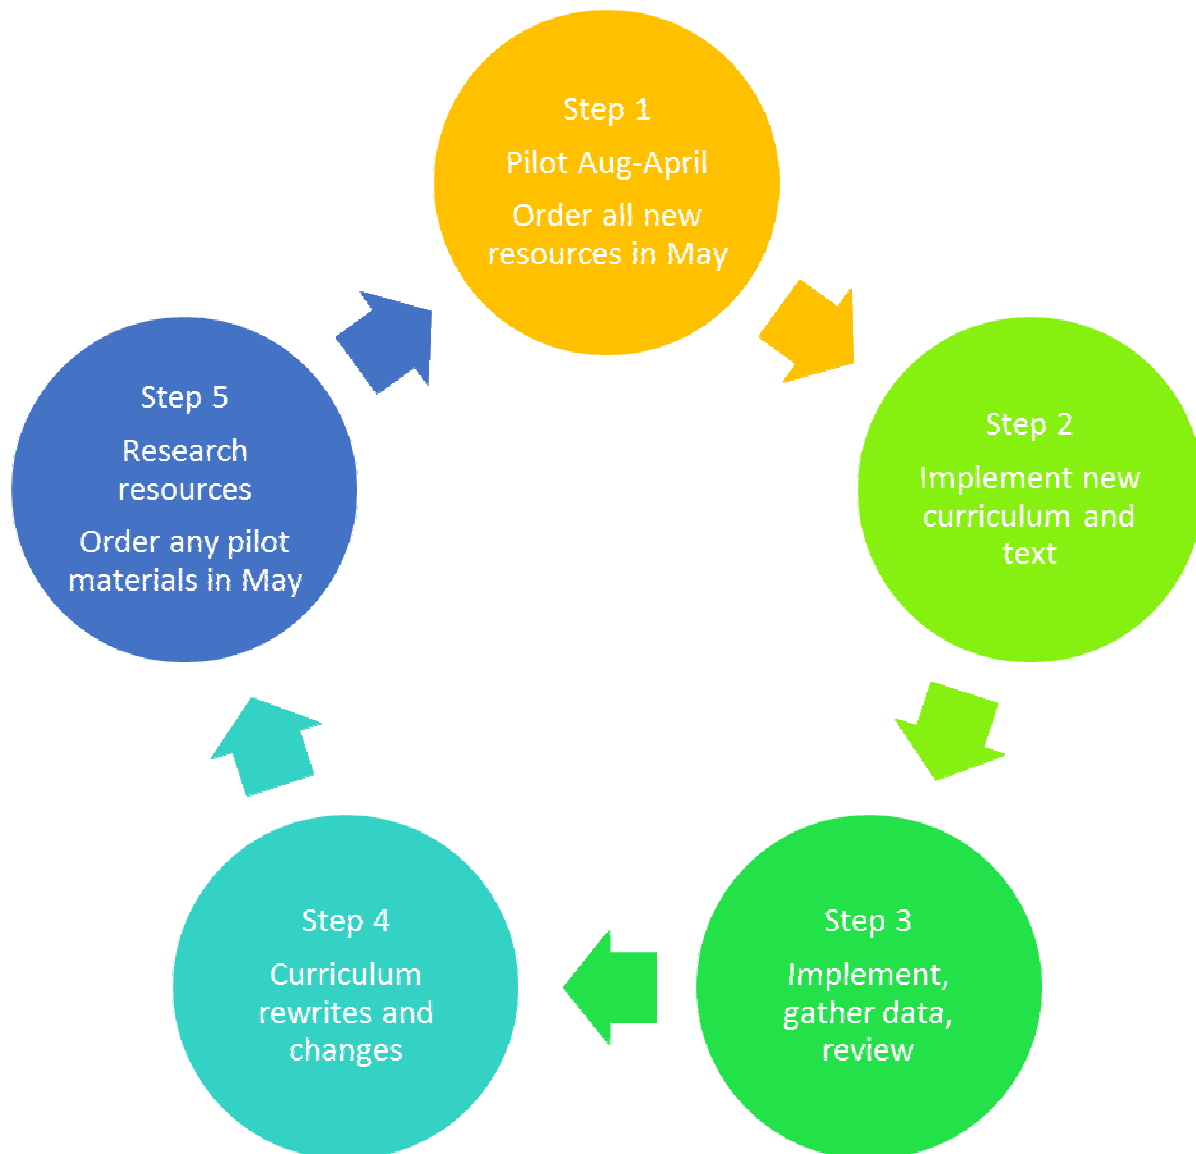 Step 1
Pilot Aug-April
Order all new
resources in May
Step 2
Implement new
curriculum and
text
Step 3
Implement,
gather data,
review
Step 4
Curriculum
rewrites and
changes
Step 5
Research
resources
Order any pilot
materials in May